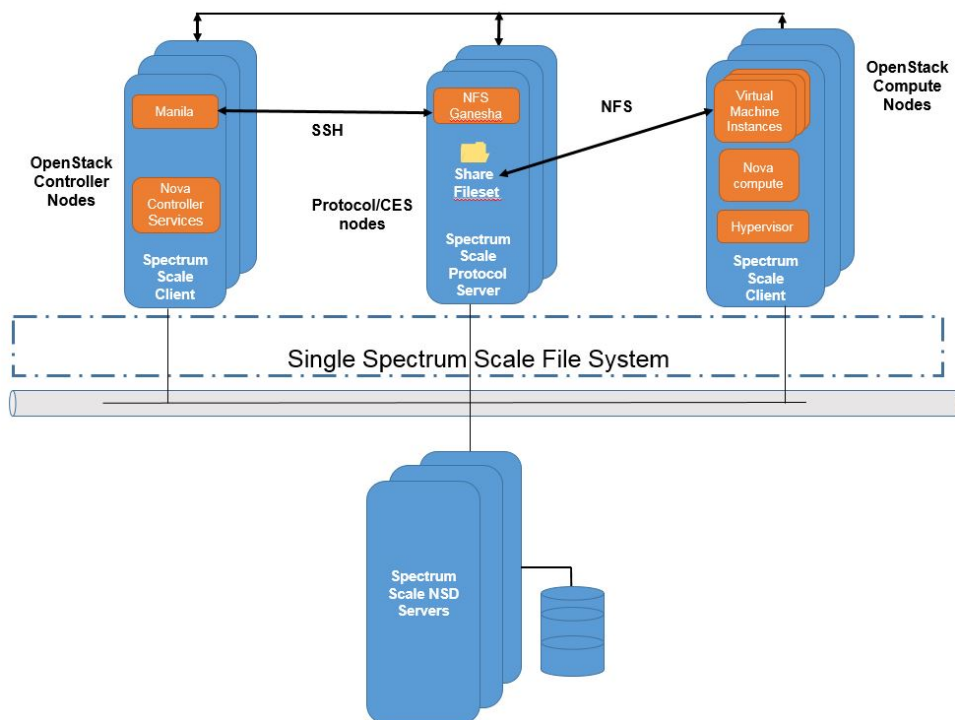 OpenStack
Controller
Nodes
Manila
Nova
Controller
Services
Spectrum
Scale
Client
SSH
Protocol/CES
nodes
NFS
Ganesha
Share
Fileset
Spectrum
Scale
Protocol
Server
NFS
Virtual
Machine
Instances
Nova
compute
Hypervisor
Spectrum
Scale
Client
OpenStack
Compute
Nodes
Single Spectrum Scale File System
Spectrum
Scale NSD
Servers